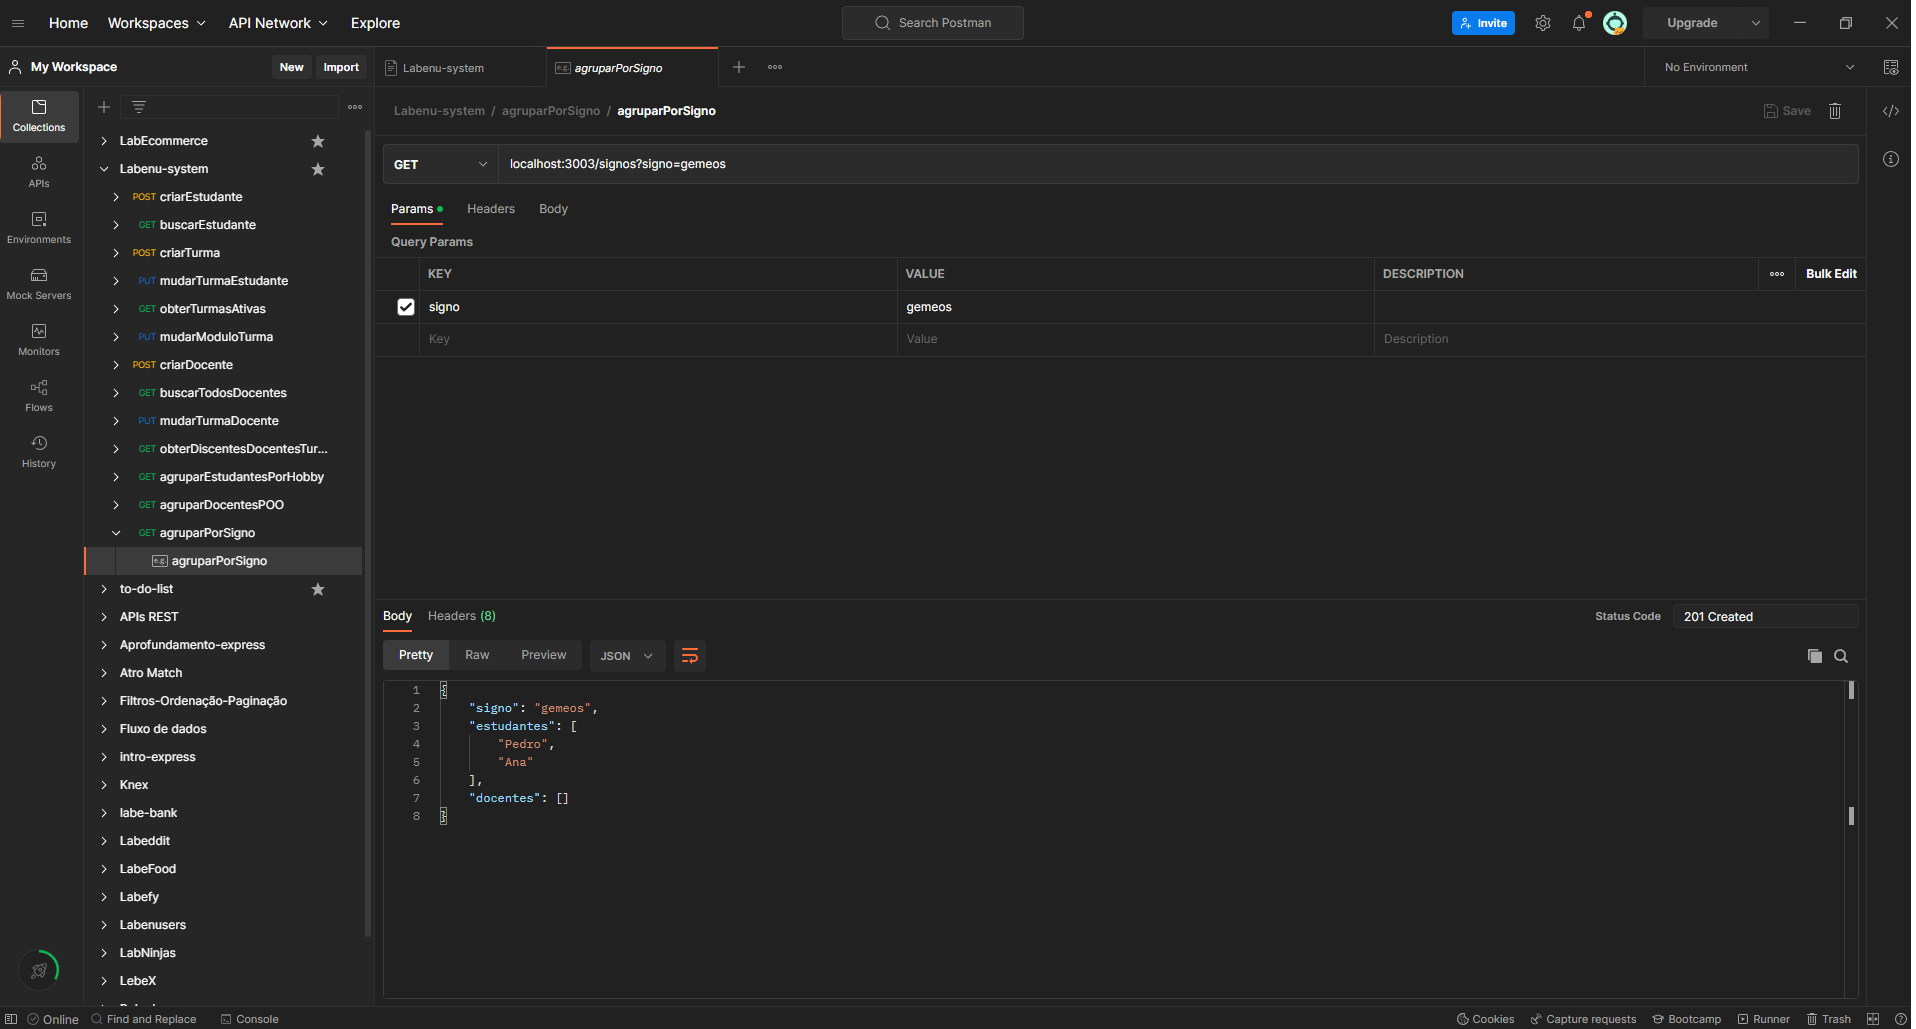 Home Workspaces API Network Explore Search Postman Invite Upgrade
My Workspace New Import Labenu-system agruparPorSigno No Environment
Collections
APIs
Environments
Mock Servers
Monitors
Flows
History
LabEcommerce
Labenu-system
POST criarEstudante
GET buscarEstudante
POST criarTurma
PUT mudarTurmaEstudante
GET obterTurmasAtivas
PUT mudarModuloTurma
POST criarDocente
GET buscarTodosDocentes
PUT mudarTurmaDocente
GET obterDiscentesDocentesTur...
GET agruparEstudantesPorHobby
GET agruparDocentesPOO
GET agruparPorSigno
e.g. agruparPorSigno
to-do-list
APIs REST
Aprofundamento-express
Atro Match
Filtros-Ordenação-Paginação
Fluxo de dados
intro-express
Knex
labe-bank
Labeddit
LabeFood
Labefy
Labenusers
LabNinjas
LebeX
Labenu-system / agruparPorSigno / agruparPorSigno Save
GET localhost:3003/signos?signo=gemeos
Params Headers Body
Query Params
KEY VALUE DESCRIPTION Bulk Edit
signo gemeos
Key Value Description
Body Headers (8) Status Code 201 Created
Pretty Raw Preview JSON
1 {
2 "signo": "gemeos",
3 "estudantes": [
4 "Pedro",
5 "Ana"
6 ],
7 "docentes": []
8 }
Online Find and Replace Console Cookies Capture requests Bootcamp Runner Trash